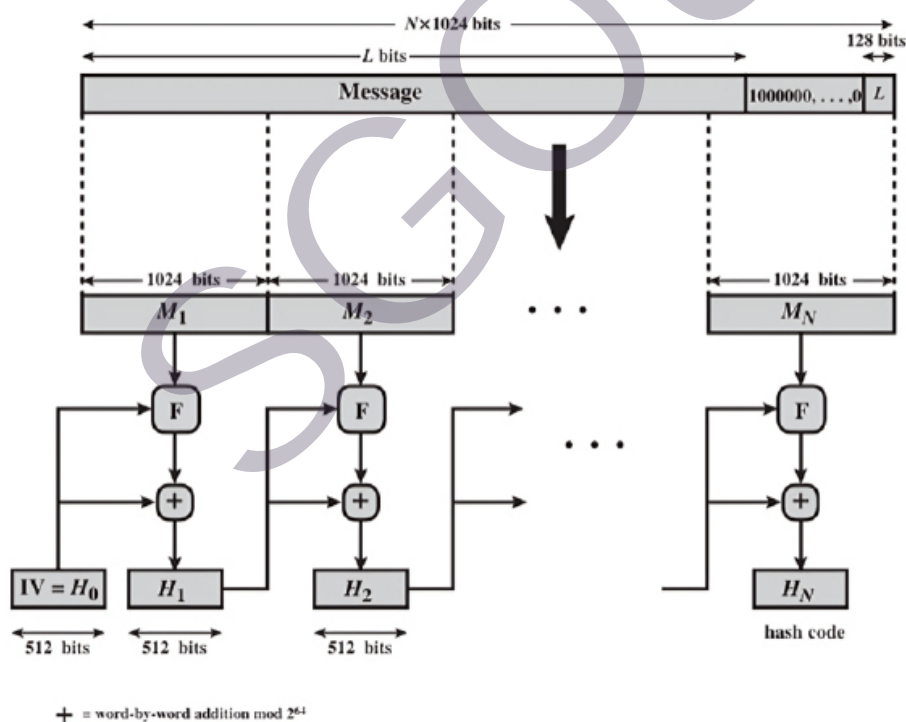 N×1024 bits
128 bits
L bits
Message
1000000, . . . ,0
L
1024 bits
1024 bits
1024 bits
M1
M2
. . .
MN
F
F
F
. . .
+
+
+
IV = H0
H1
H2
HN
512 bits
512 bits
512 bits
hash code
+ = word-by-word addition mod 2^64
SGOU